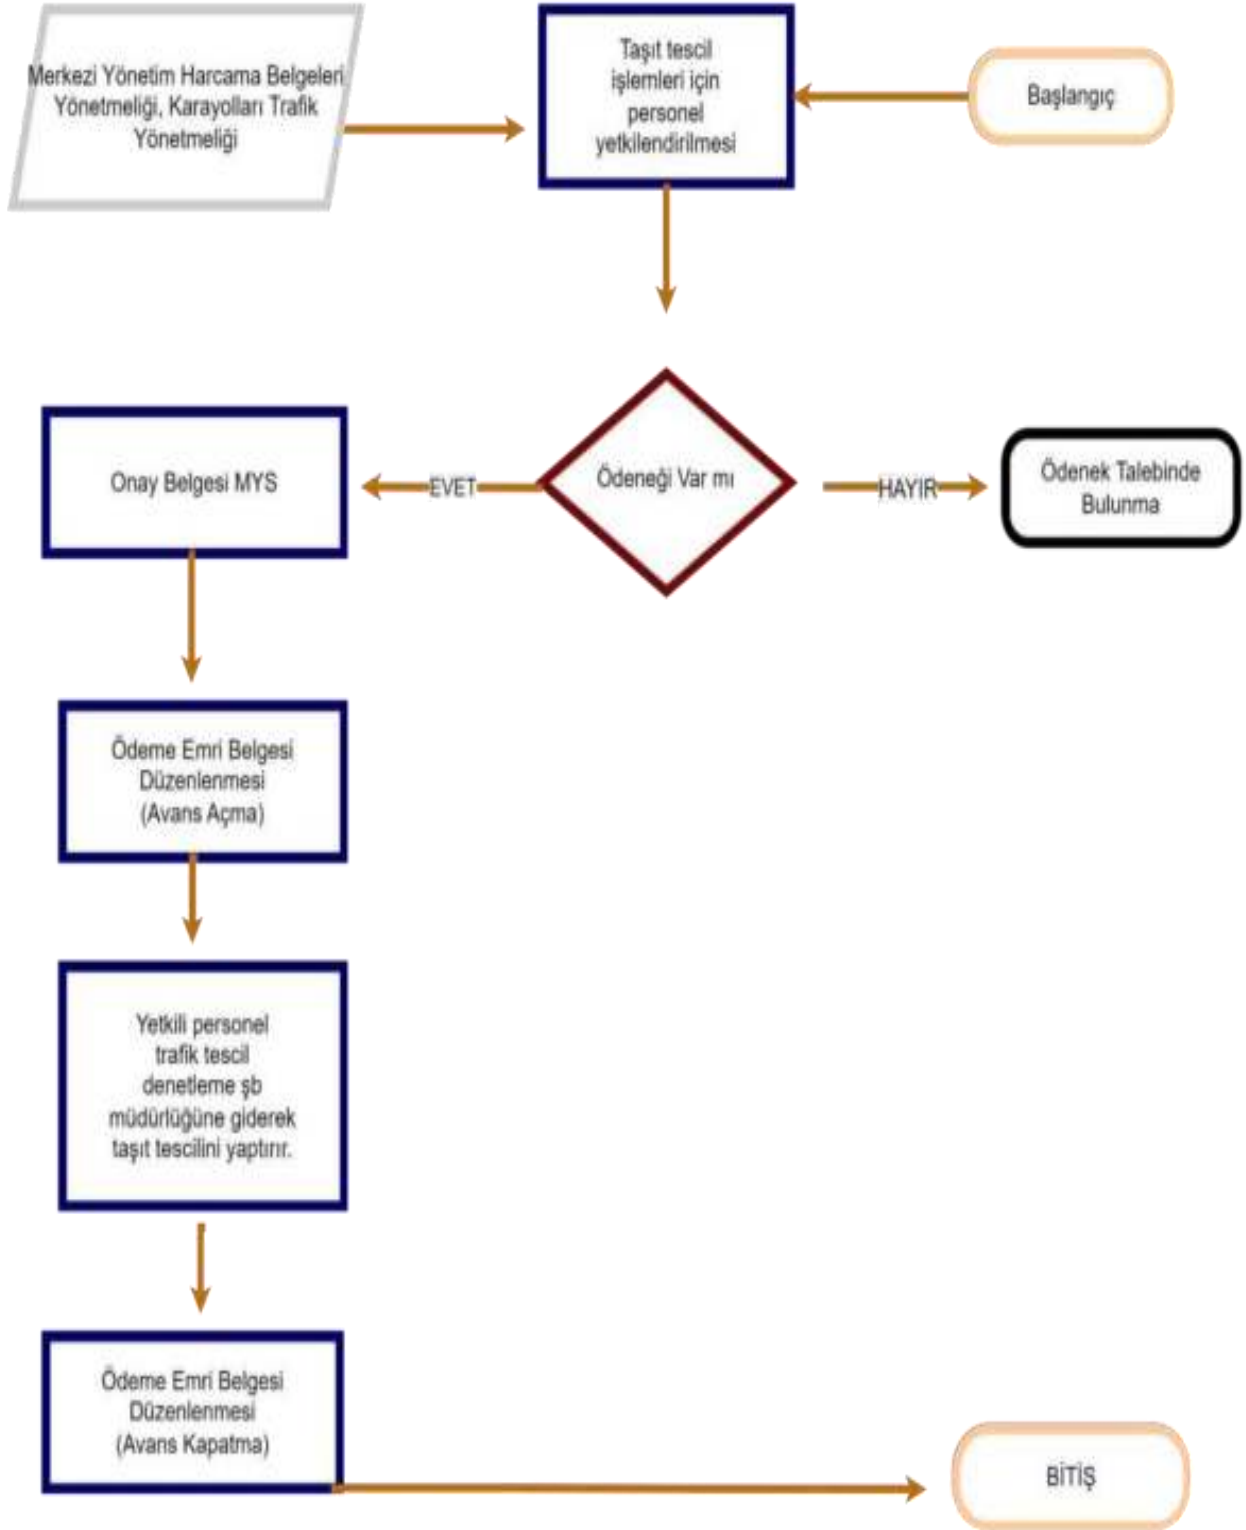 Merkezi Yönetim Harcama Belgeleri
Yönetmeliği, Karayolları Trafik
Yönetmeliği
Taşıt tescil
işlemleri için
personel
yetkilendirilmesi
Başlangıç
Onay Belgesi MYS
EVET
Ödeneği Var mı
HAYIR
Ödenek Talebinde
Bulunma
Ödeme Emri Belgesi
Düzenlenmesi
(Avans Açma)
Yetkili personel
trafik tescil
denetleme şb
müdürlüğüne giderek
taşıt tescilini yaptırır.
Ödeme Emri Belgesi
Düzenlenmesi
(Avans Kapatma)
BİTİŞ